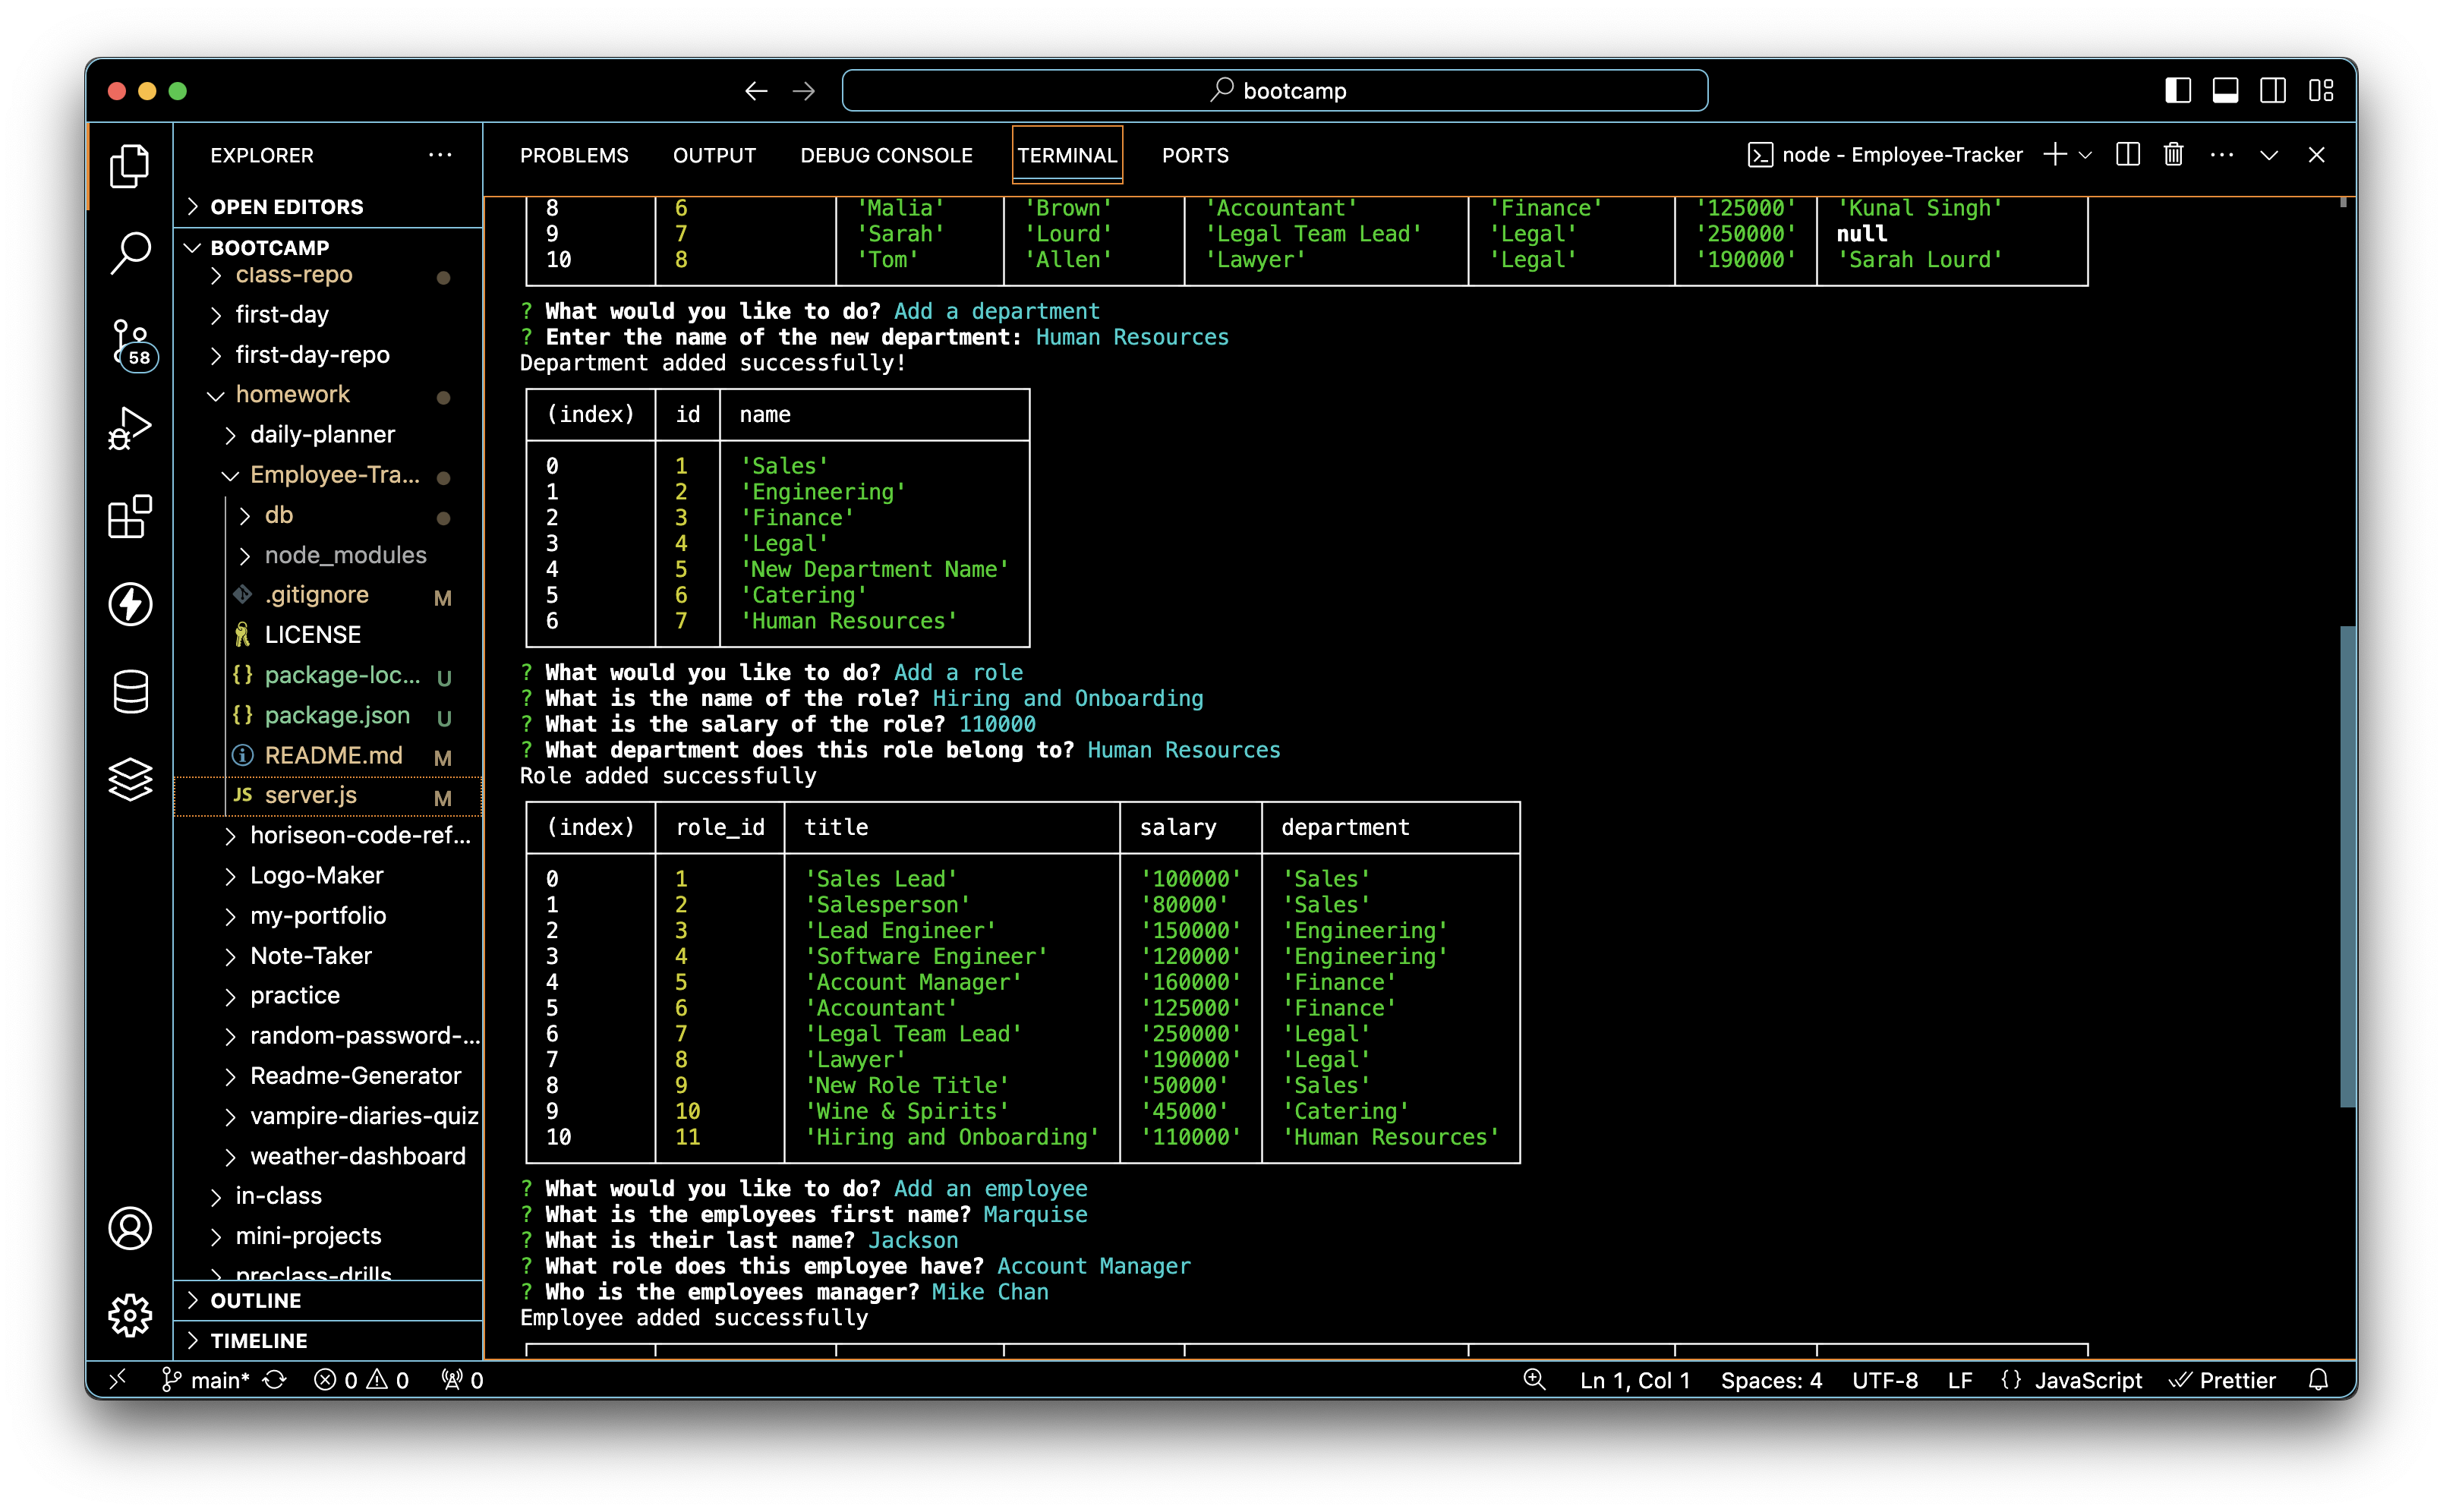 bootcamp
EXPLORER
PROBLEMS OUTPUT DEBUG CONSOLE TERMINAL PORTS
node - Employee-Tracker
OPEN EDITORS
BOOTCAMP
class-repo
first-day
first-day-repo
homework
daily-planner
Employee-Tra...
db
node_modules
.gitignore M
LICENSE
{} package-loc... U
{} package.json U
README.md M
JS server.js M
horiseon-code-ref...
Logo-Maker
my-portfolio
Note-Taker
practice
random-password-...
Readme-Generator
vampire-diaries-quiz
weather-dashboard
in-class
mini-projects
preclass-drills
OUTLINE
TIMELINE
58
8 6 'Malia' 'Brown' 'Accountant' 'Finance' '125000' 'Kunal Singh'
9 7 'Sarah' 'Lourd' 'Legal Team Lead' 'Legal' '250000' null
10 8 'Tom' 'Allen' 'Lawyer' 'Legal' '190000' 'Sarah Lourd'
? What would you like to do? Add a department
? Enter the name of the new department: Human Resources
Department added successfully!
(index) id name
0 1 'Sales'
1 2 'Engineering'
2 3 'Finance'
3 4 'Legal'
4 5 'New Department Name'
5 6 'Catering'
6 7 'Human Resources'
? What would you like to do? Add a role
? What is the name of the role? Hiring and Onboarding
? What is the salary of the role? 110000
? What department does this role belong to? Human Resources
Role added successfully
(index) role_id title salary department
0 1 'Sales Lead' '100000' 'Sales'
1 2 'Salesperson' '80000' 'Sales'
2 3 'Lead Engineer' '150000' 'Engineering'
3 4 'Software Engineer' '120000' 'Engineering'
4 5 'Account Manager' '160000' 'Finance'
5 6 'Accountant' '125000' 'Finance'
6 7 'Legal Team Lead' '250000' 'Legal'
7 8 'Lawyer' '190000' 'Legal'
8 9 'New Role Title' '50000' 'Sales'
9 10 'Wine & Spirits' '45000' 'Catering'
10 11 'Hiring and Onboarding' '110000' 'Human Resources'
? What would you like to do? Add an employee
? What is the employees first name? Marquise
? What is their last name? Jackson
? What role does this employee have? Account Manager
? Who is the employees manager? Mike Chan
Employee added successfully
main* 0 0 0 Ln 1, Col 1 Spaces: 4 UTF-8 LF {} JavaScript Prettier